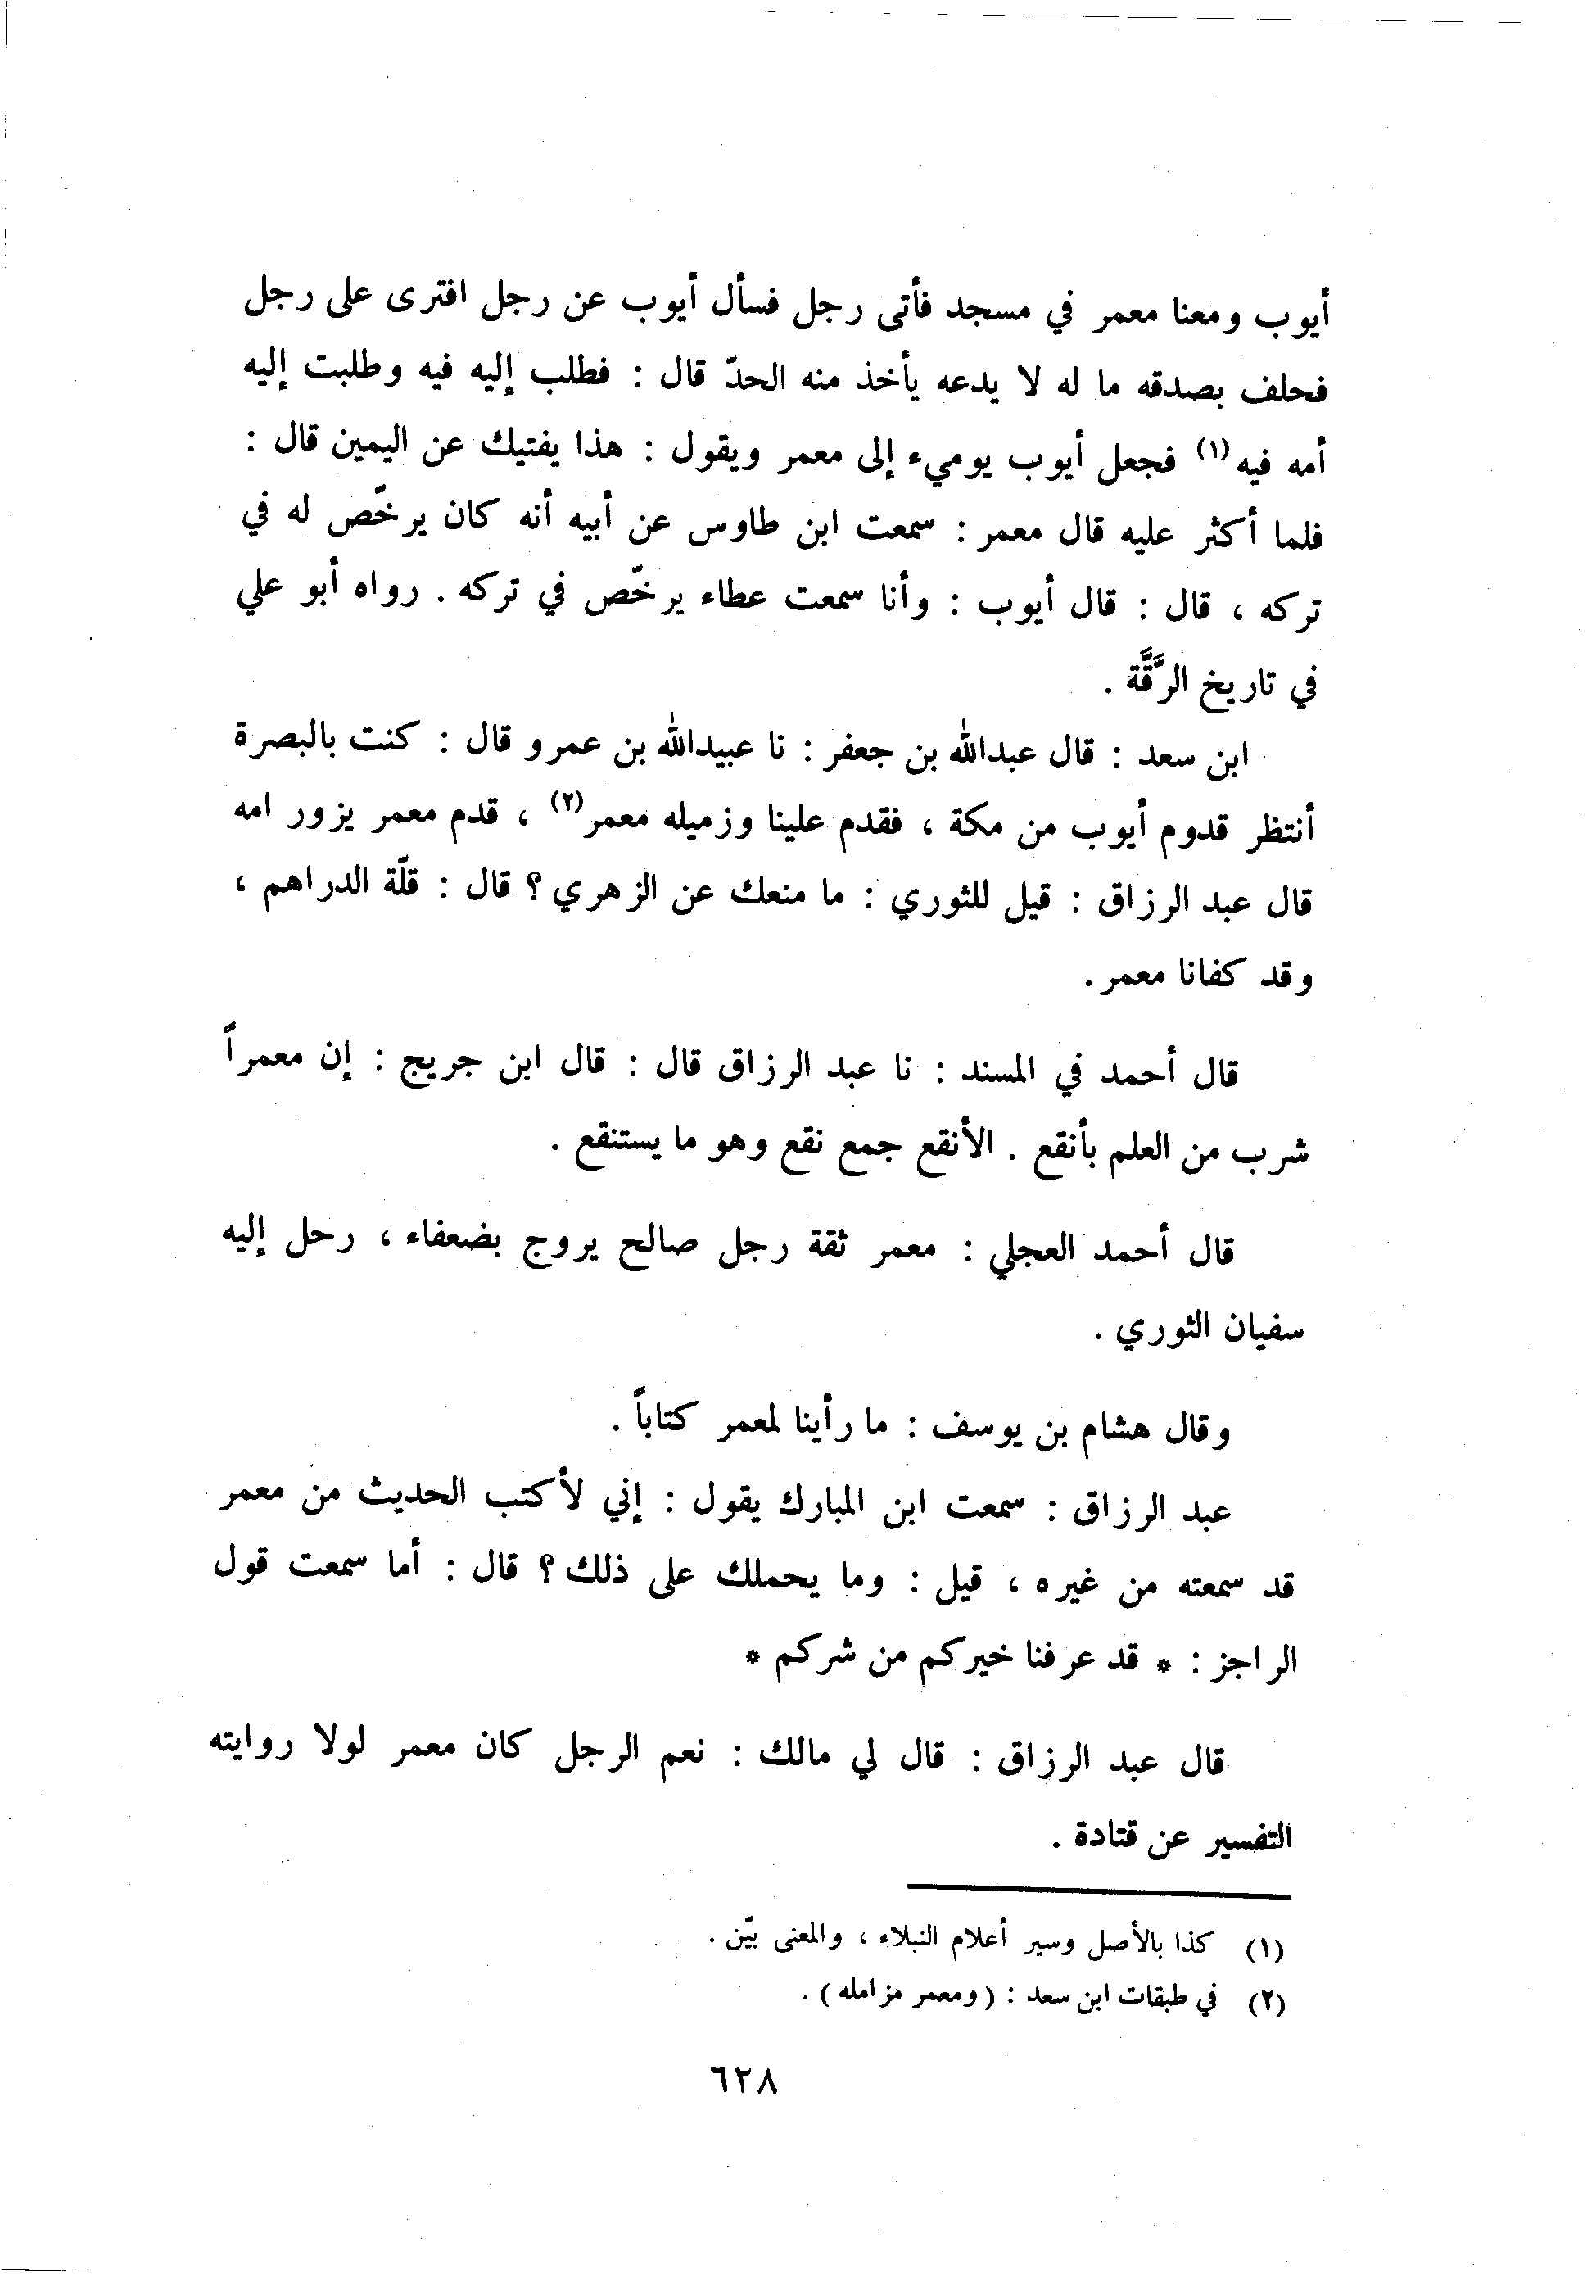 أيوب ومعنا معمر في مسجد فأتى رجل فسأل أيوب عن رجل افترى على رجل
فحلف بصدقه ما له لا يدعه يأخذ منه الحدّ قال : فطلب إليه فيه وطلبت إليه
أمه فيه (١) فجعل أيوب يوميء إلى معمر ويقول : هذا يفتيك عن اليمين قال :
فلما أكثر عليه قال معمر : سمعت ابن طاوس عن أبيه أنه كان يرخّص له في
تركه ، قال : قال أيوب : وأنا سمعت عطاء يرخّص في تركه . رواه أبو علي
في تاريخ الرَّقَّة .
ابن سعد : قال عبدالله بن جعفر : نا عبيدالله بن عمرو قال : كنت بالبصرة
أنتظر قدوم أيوب من مكة ، فقدم علينا وزميله معمر (٢) ، قدم معمر يزور امه
قال عبد الرزاق : قيل للثوري : ما منعك عن الزهري ؟ قال : قلّة الدراهم ،
وقد كفانا معمر .
قال أحمد في المسند : نا عبد الرزاق قال : قال ابن جريج : إن معمراً
شرب من العلم بأنقع . الأنقع جمع نقع وهو ما يستنقع .
قال أحمد العجلي : معمر ثقة رجل صالح يروج بضعفاء ، رحل إليه
سفيان الثوري .
وقال هشام بن يوسف : ما رأينا لمعمر كتاباً .
عبد الرزاق : سمعت ابن المبارك يقول : إني لأكتب الحديث من معمر
قد سمعته من غيره ، قيل : وما يحملك على ذلك ؟ قال : أما سمعت قول
الراجز : * قد عرفنا خيركم من شركم *
قال عبد الرزاق : قال لي مالك : نعم الرجل كان معمر لولا روايته
التفسير عن قتادة .
(١) كذا بالأصل وسير أعلام النبلاء ، والمعنى بيّن .
(٢) في طبقات ابن سعد : ( ومعمر مزامله ) .
٦٢٨